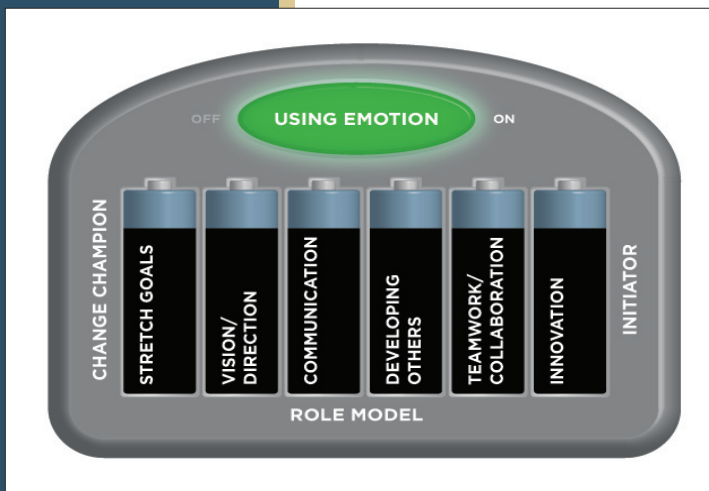 OFF
USING EMOTION
ON
CHANGE CHAMPION
STRETCH GOALS
VISION/
DIRECTION
COMMUNICATION
DEVELOPING
OTHERS
TEAMWORK/
COLLABORATION
INNOVATION
INITIATOR
ROLE MODEL